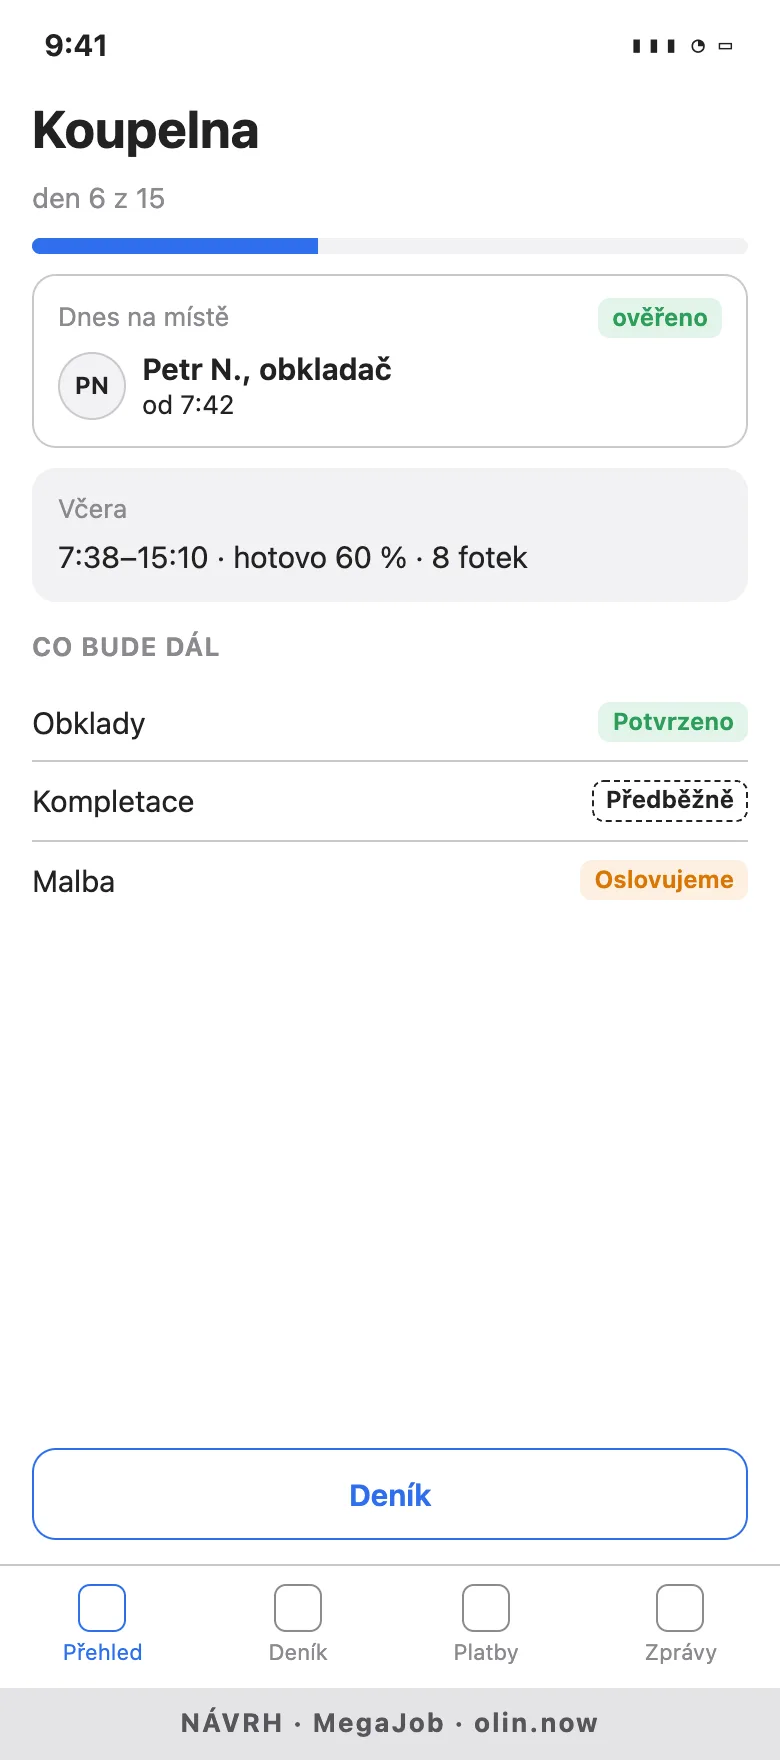 9:41
Koupelna
den 6 z 15
Dnes na místě
ověřeno
PN
Petr N., obkladač
od 7:42
Včera
7:38–15:10 · hotovo 60 % · 8 fotek
CO BUDE DÁL
Obklady
Potvrzeno
Kompletace
Předběžně
Malba
Oslovujeme
Deník
Přehled
Deník
Platby
Zprávy
NÁVRH · MegaJob · olin.now